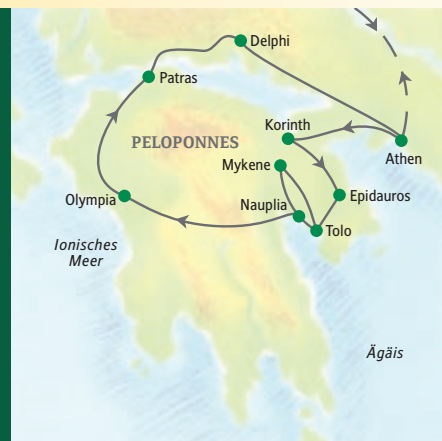 Delphi
Patras
Korinth
PELOPONNES
Athen
Mykene
Olympia
Epidauros
Nauplia
Tolo
Ionisches
Meer
Ägäis